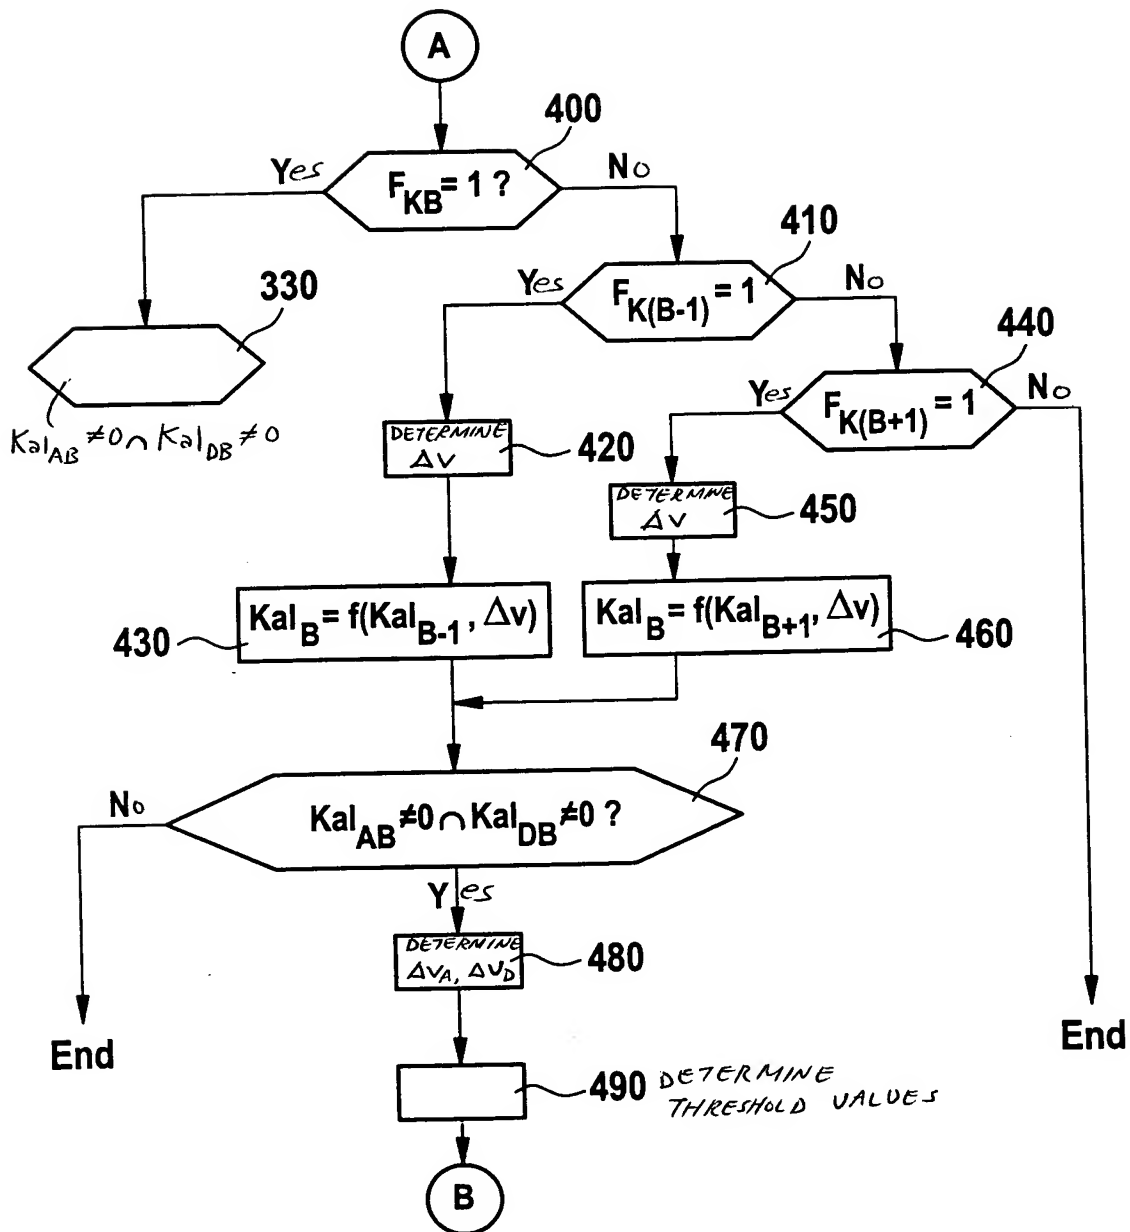 A
400
Yes
F_KB = 1 ?
No
410
Yes
F_K(B-1) = 1
No
330
440
Yes
F_K(B+1) = 1
No
Kal_AB ≠0 ∩ Kal_DB ≠0
DETERMINE
Δv
420
DETERMINE
Δv
450
Kal_B = f(Kal_B-1, Δv)
430
Kal_B = f(Kal_B+1, Δv)
460
470
No
Kal_AB ≠0 ∩ Kal_DB ≠0 ?
Yes
DETERMINE
Δv_A, Δv_D
480
End
End
490
DETERMINE
THRESHOLD VALUES
B